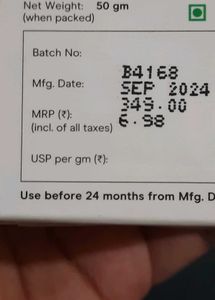 Net Weight: 50 gm
(when packed)
Batch No:
B4168
Mfg. Date:
SEP 2024
MRP (₹):
349.00
(incl. of all taxes)
6.98
USP per gm (₹):
Use before 24 months from Mfg. D